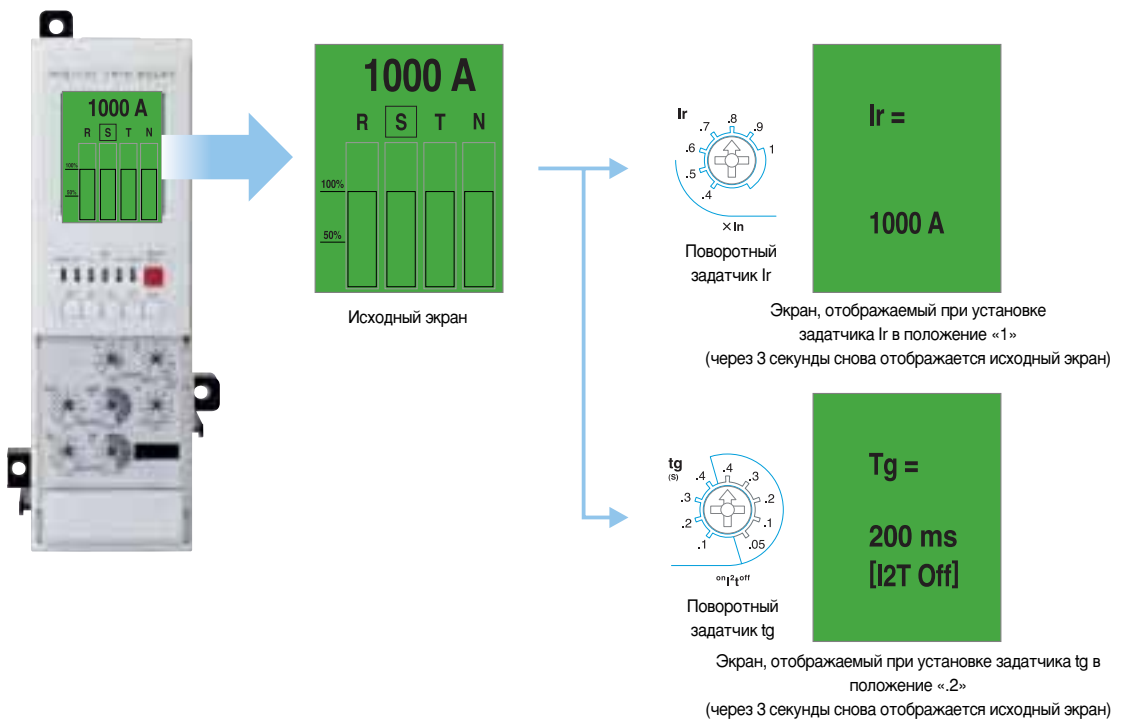 DIGITAL TRIP RELAY
1000 A
R S T N
100%
50%
1000 A
R S T N
100%
50%
Исходный экран
Ir
.4 .5 .6 .7 .8 .9 1
×In
Поворотный
задатчик Ir
Ir =
1000 A
Экран, отображаемый при установке
задатчика Ir в положение «1»
(через 3 секунды снова отображается исходный экран)
tg
(S)
.1 .2 .3 .4 .4 .3 .2 .1 .05
on I²t off
Поворотный
задатчик tg
Tg =
200 ms
[I2T Off]
Экран, отображаемый при установке задатчика tg в
положение «.2»
(через 3 секунды снова отображается исходный экран)